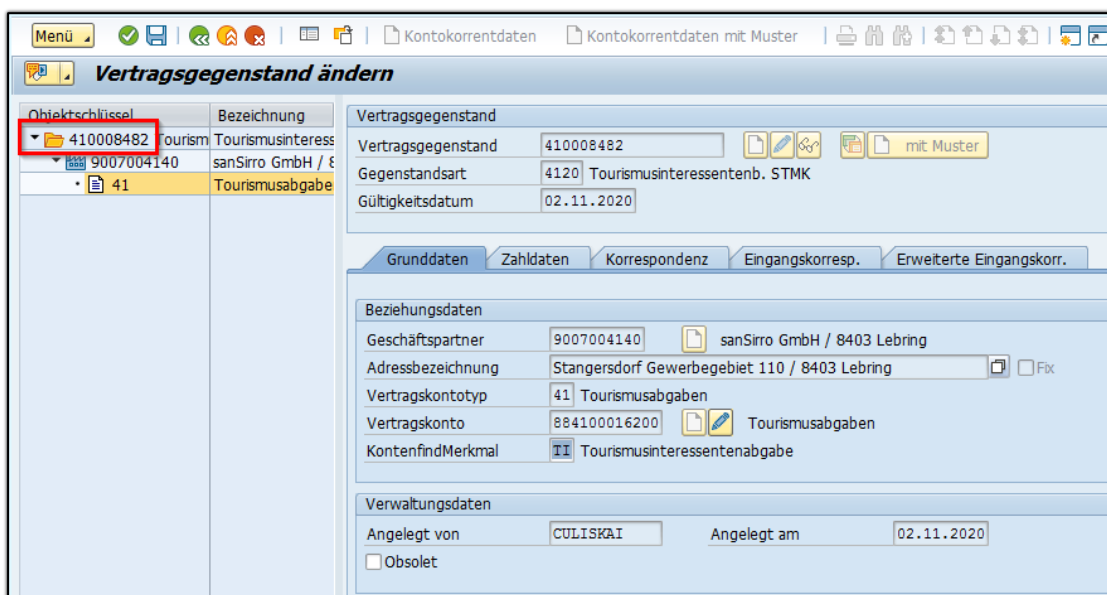 Menü Kontokorrentdaten Kontokorrentdaten mit Muster
Vertragsgegenstand ändern
Objektschlüssel Bezeichnung
410008482 Tourism Tourismusinteress
9007004140 sanSirro GmbH / 8
41 Tourismusabgabe
Vertragsgegenstand
Vertragsgegenstand 410008482 mit Muster
Gegenstandsart 4120 Tourismusinteressentenb. STMK
Gültigkeitsdatum 02.11.2020
Grunddaten Zahldaten Korrespondenz Eingangskorresp. Erweiterte Eingangskorr.
Beziehungsdaten
Geschäftspartner 9007004140 sanSirro GmbH / 8403 Lebring
Adressbezeichnung Stangersdorf Gewerbegebiet 110 / 8403 Lebring Fix
Vertragskontotyp 41 Tourismusabgaben
Vertragskonto 884100016200 Tourismusabgaben
KontenfindMerkmal TI Tourismusinteressentenabgabe
Verwaltungsdaten
Angelegt von CULISKAI Angelegt am 02.11.2020
Obsolet